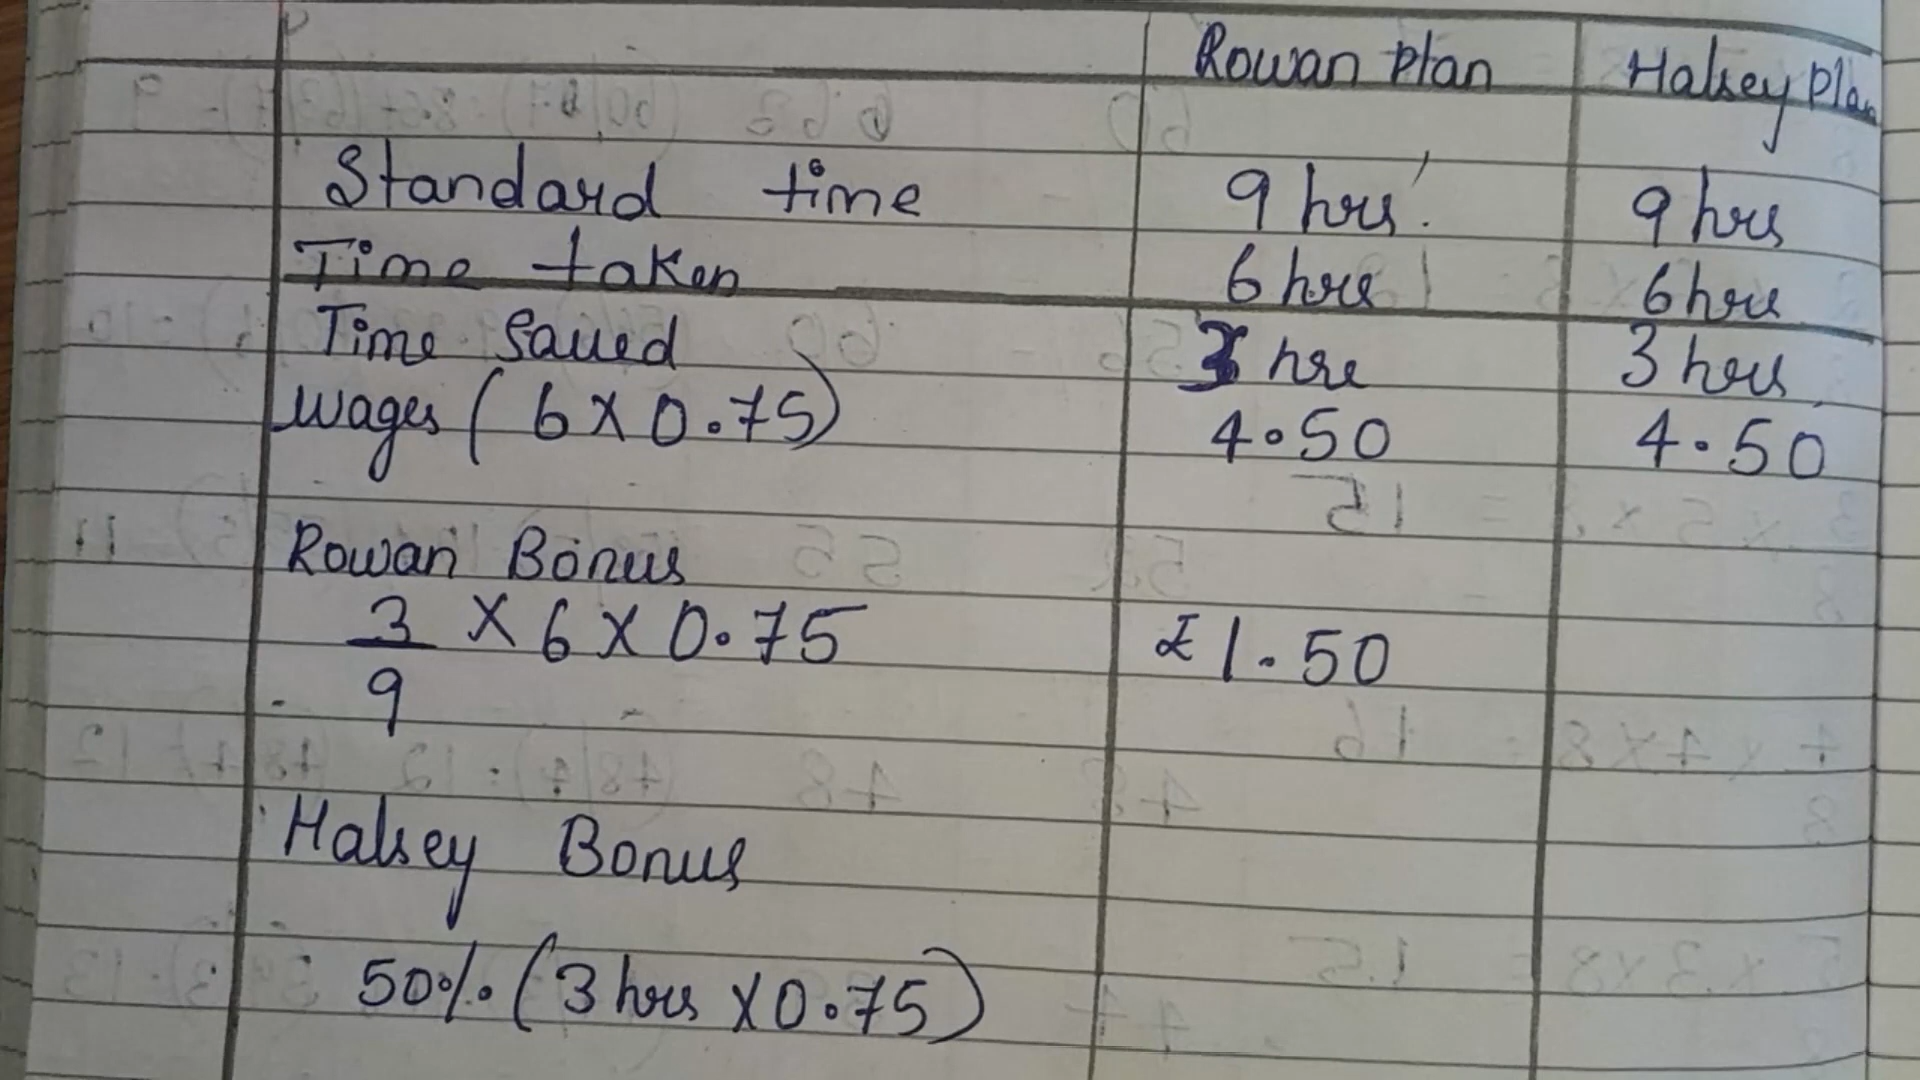 Rowan Plan Halsey Plan
Standard time 9 hrs. 9 hrs
Time taken 6 hrs 6 hrs
Time Saved 3 hrs 3 hrs
Wages (6 X 0.75) 4.50 4.50
Rowan Bonus
3/9 X 6 X 0.75 £1.50
Halsey Bonus
50% (3 hrs X 0.75)